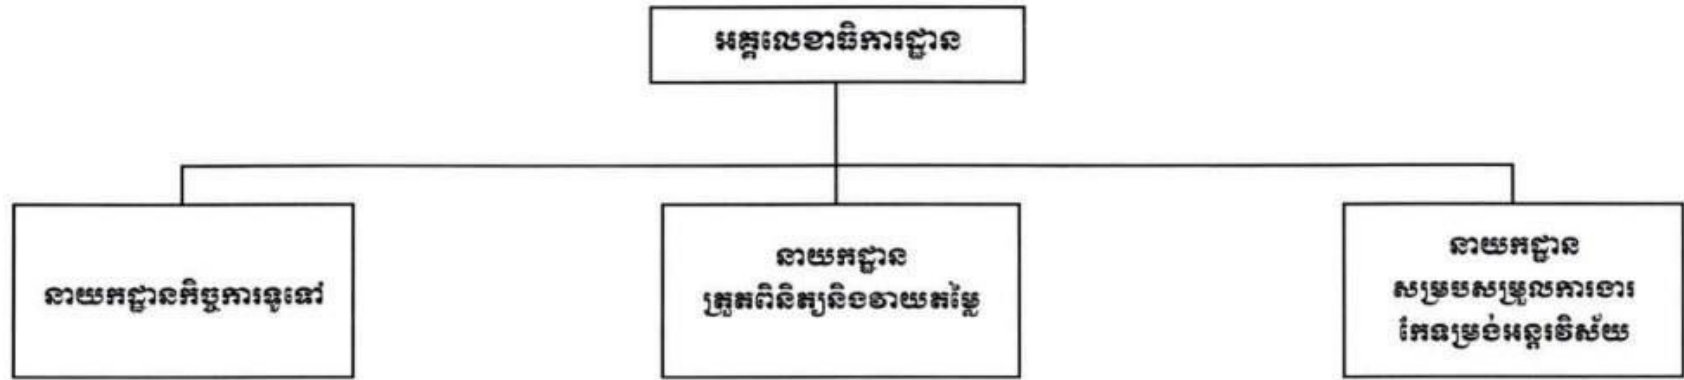 អគ្គលេខាធិការដ្ឋាន
នាយកដ្ឋានកិច្ចការទូទៅ
នាយកដ្ឋាន
ត្រួតពិនិត្យនិងវាយតម្លៃ
នាយកដ្ឋាន
សម្របសម្រួលការងារ
កែទម្រង់អន្តរវិស័យ